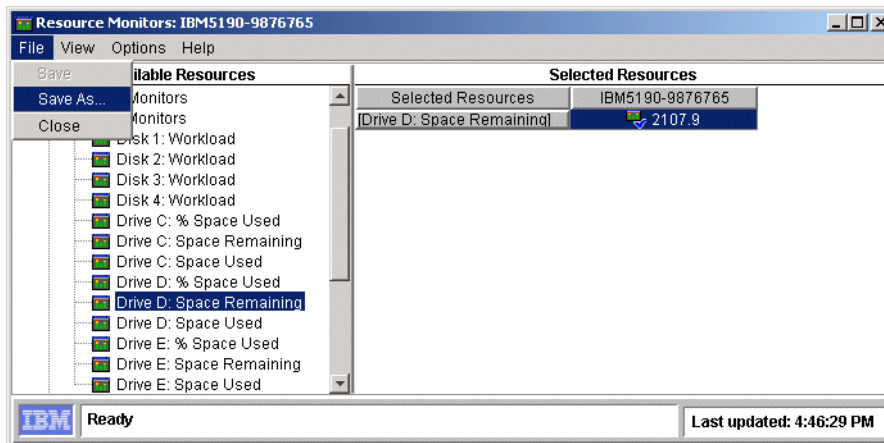 Resource Monitors: IBM5190-9876765
File View Options Help
Save
Save As...
Close
ilable Resources
Monitors
Monitors
Disk 1: Workload
Disk 2: Workload
Disk 3: Workload
Disk 4: Workload
Drive C: % Space Used
Drive C: Space Remaining
Drive C: Space Used
Drive D: % Space Used
Drive D: Space Remaining
Drive D: Space Used
Drive E: % Space Used
Drive E: Space Remaining
Drive E: Space Used
Selected Resources
Selected Resources IBM5190-9876765
[Drive D: Space Remaining] 2107.9
IBM Ready Last updated: 4:46:29 PM